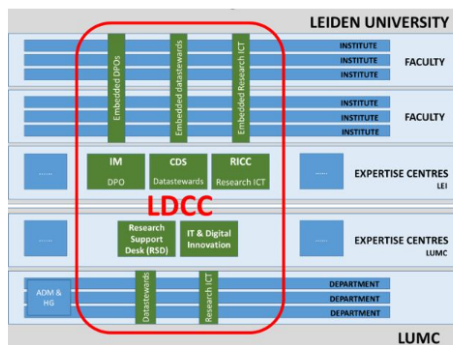 LEIDEN UNIVERSITY
Embedded DPOs
Embedded datastewards
Embedded Research ICT
INSTITUTE
INSTITUTE
INSTITUTE
FACULTY
INSTITUTE
INSTITUTE
INSTITUTE
FACULTY
......
IM
DPO
CDS
Datastewards
RICC
Research ICT
......
EXPERTISE CENTRES
LEI
LDCC
......
Research
Support
Desk (RSD)
IT & Digital
Innovation
......
EXPERTISE CENTRES
LUMC
ADM &
HG
Datastewards
Research ICT
DEPARTMENT
DEPARTMENT
DEPARTMENT
LUMC